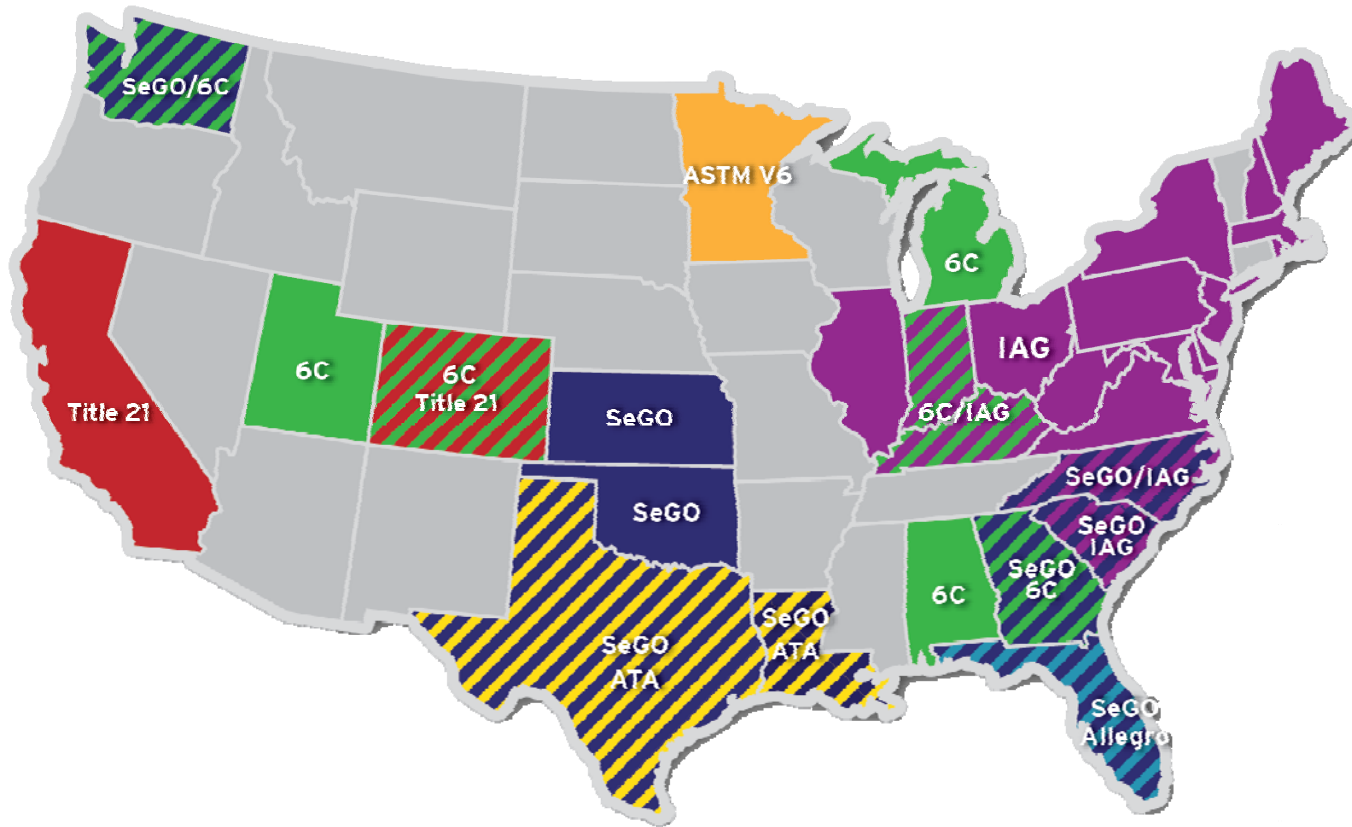 SeGO/6C
ASTM V6
6C
6C
6C
Title 21
Title 21
IAG
6C/IAG
SeGO
SeGO/IAG
SeGO
SeGO
IAG
SeGO
6C
6C
SeGO
ATA
SeGO
ATA
SeGO
Allegro